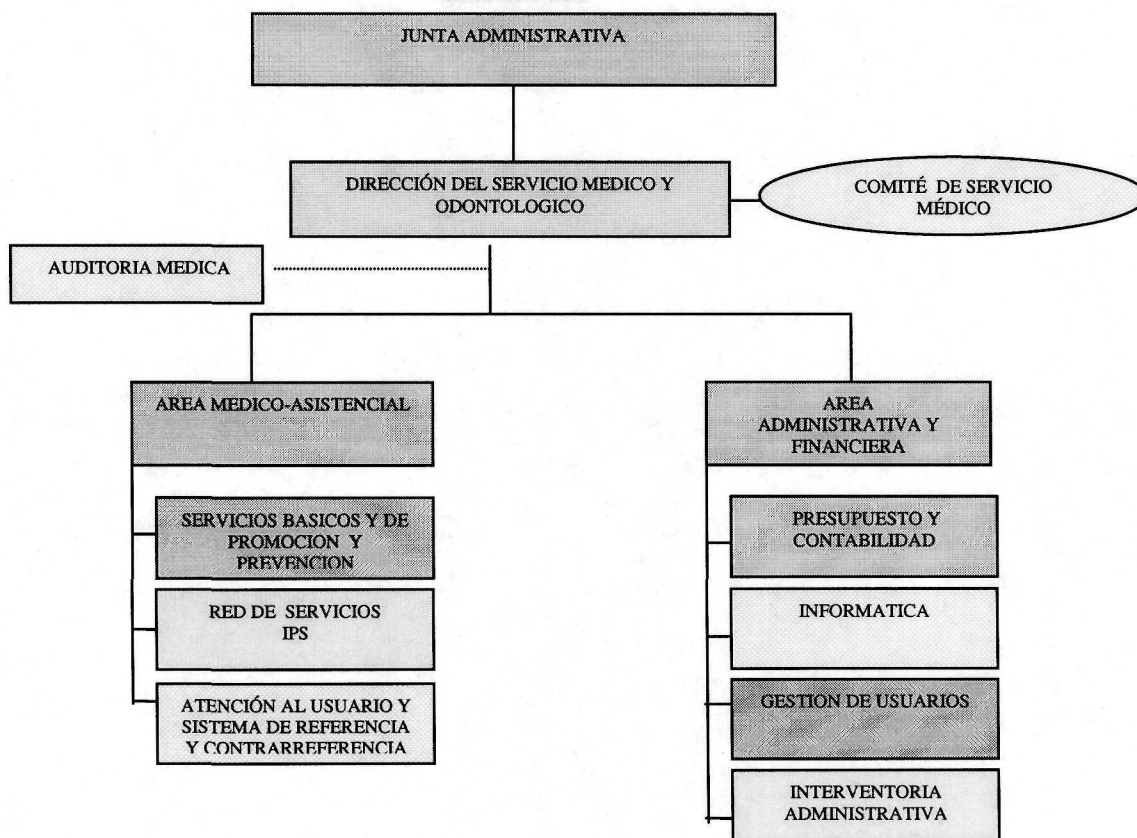 JUNTA ADMINISTRATIVA
DIRECCIÓN DEL SERVICIO MEDICO Y
ODONTOLOGICO
COMITÉ DE SERVICIO
MÉDICO
AUDITORIA MEDICA
AREA MEDICO-ASISTENCIAL
SERVICIOS BASICOS Y DE
PROMOCION Y
PREVENCION
RED DE SERVICIOS
IPS
ATENCIÓN AL USUARIO Y
SISTEMA DE REFERENCIA
Y CONTRARREFERENCIA
AREA
ADMINISTRATIVA Y
FINANCIERA
PRESUPUESTO Y
CONTABILIDAD
INFORMATICA
GESTION DE USUARIOS
INTERVENTORIA
ADMINISTRATIVA